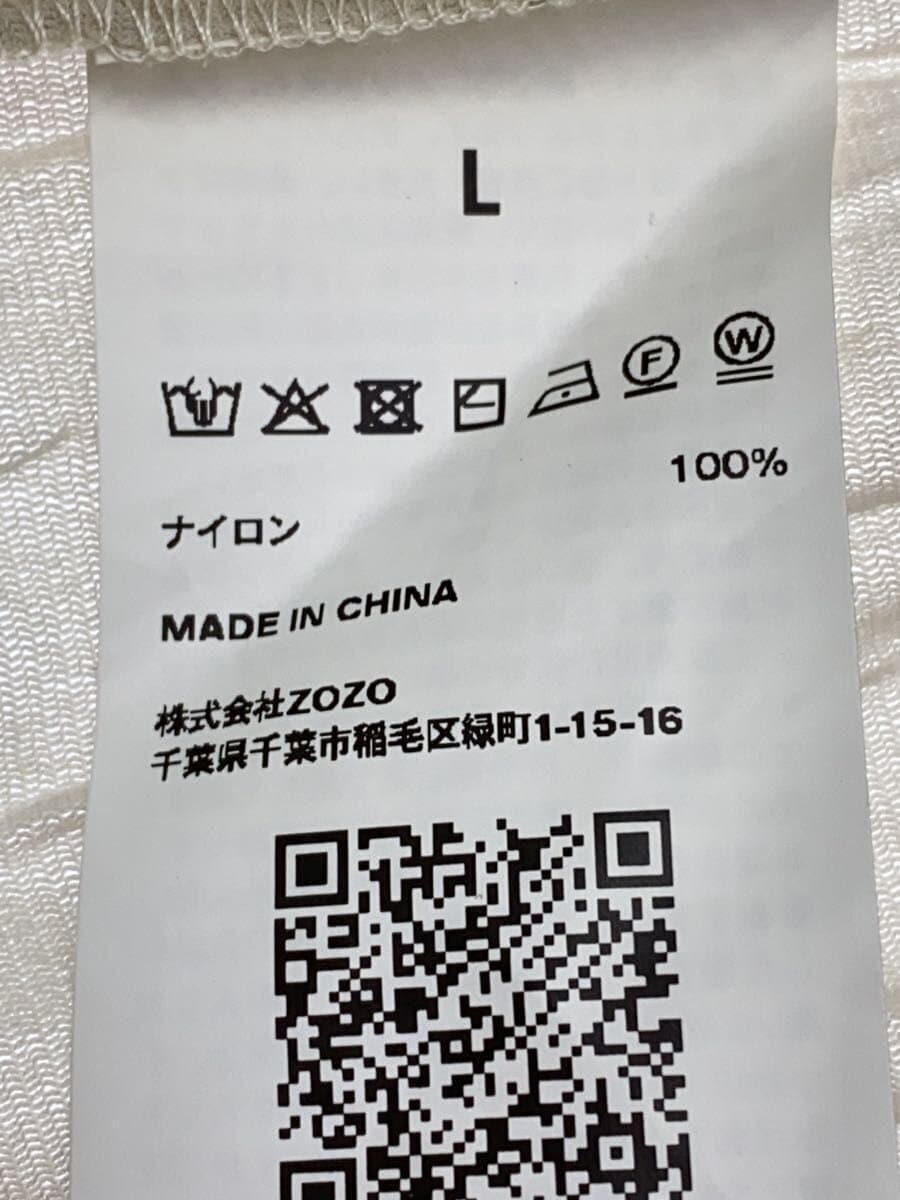 L
F W
100%
ナイロン
MADE IN CHINA
株式会社ZOZO
千葉県千葉市稲毛区緑町1-15-16